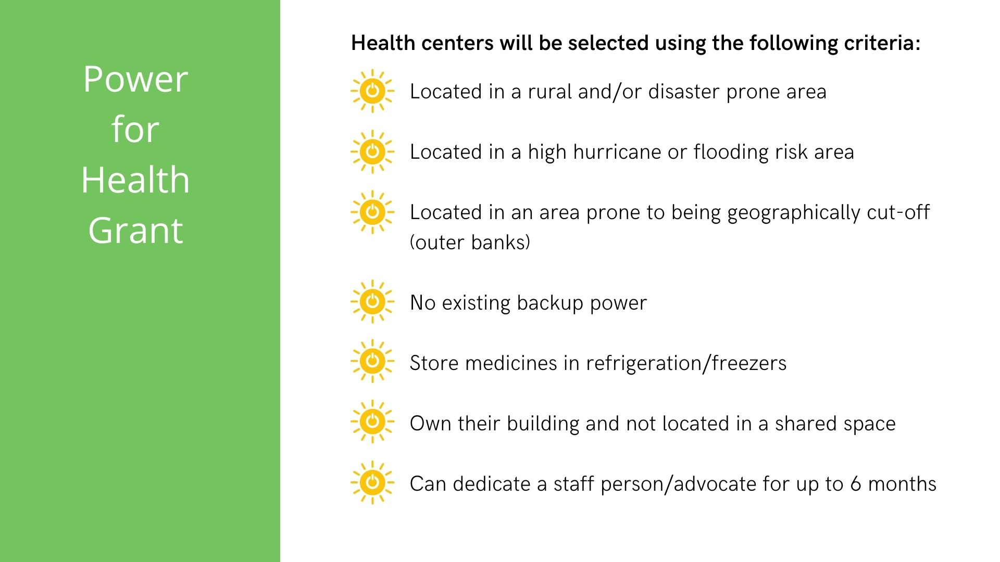 Power
for
Health
Grant
Health centers will be selected using the following criteria:
Located in a rural and/or disaster prone area
Located in a high hurricane or flooding risk area
Located in an area prone to being geographically cut-off
(outer banks)
No existing backup power
Store medicines in refrigeration/freezers
Own their building and not located in a shared space
Can dedicate a staff person/advocate for up to 6 months